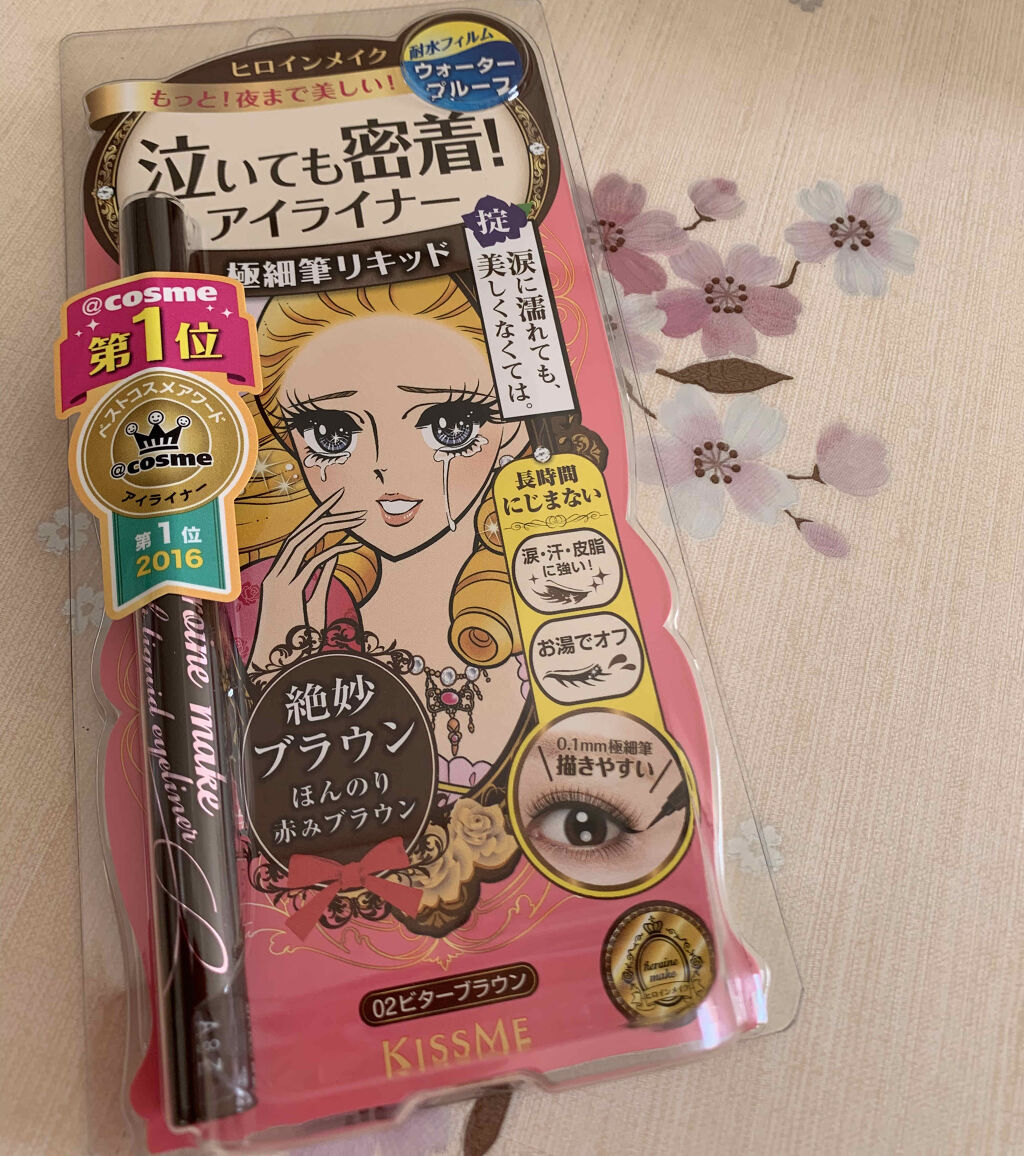 ヒロインメイク
もっと!夜まで美しい!
耐水フィルム
ウォーター
プルーフ
泣いても密着!
アイライナー
極細筆リキッド
掟
涙に濡れても、
美しくなくては。
@cosme
第1位
ベストコスメアワード
@cosme
アイライナー
第1位
2016
長時間
にじまない
涙・汗・皮脂
に強い!
お湯でオフ
0.1mm極細筆
描きやすい
絶妙
ブラウン
ほんのり
赤みブラウン
make
liquid eyeliner
A8Z
heroine
make
ヒロインメイク
02ビターブラウン
KISSME